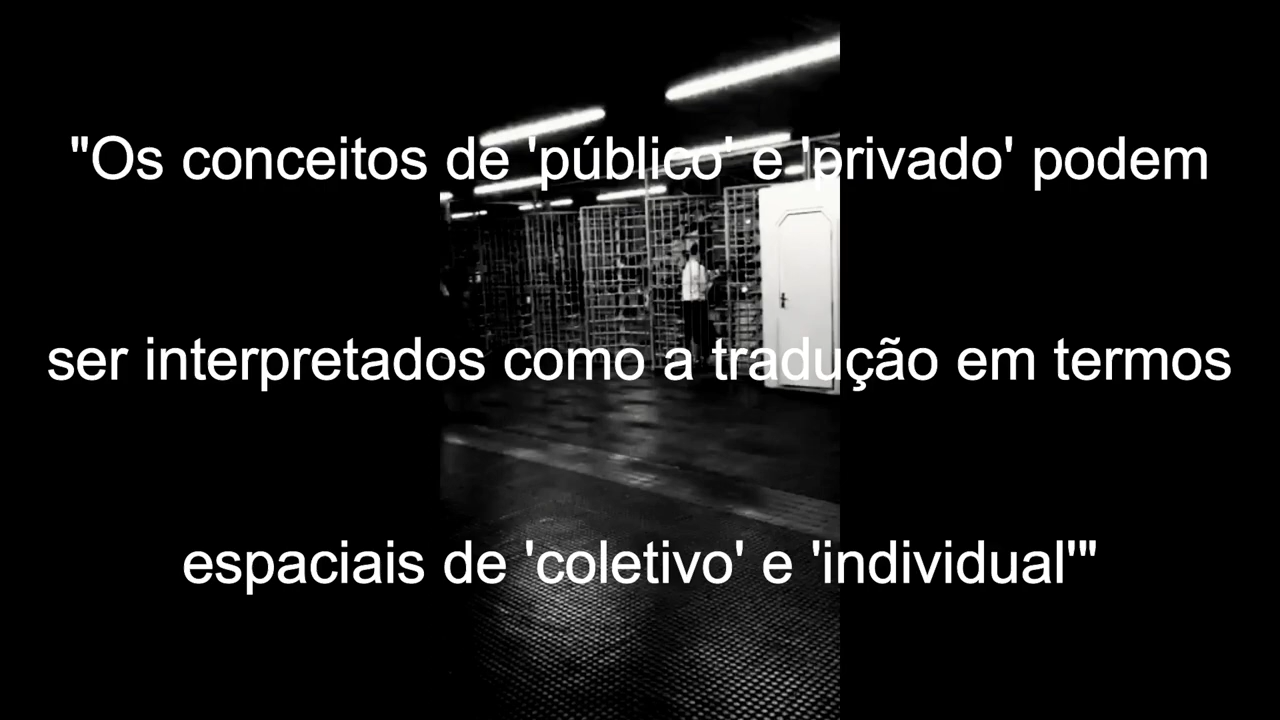 "Os conceitos de 'público' e 'privado' podem
ser interpretados como a tradução em termos
espaciais de 'coletivo' e 'individual'"